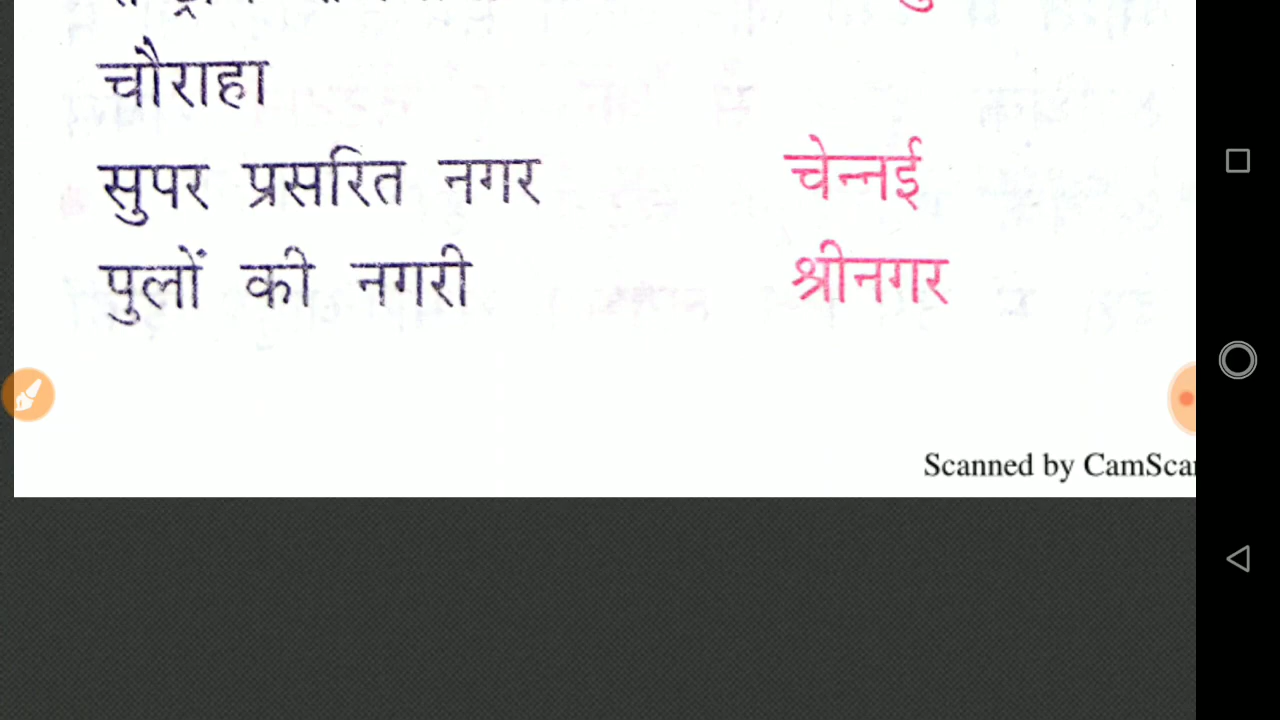 चौराहा
सुपर प्रसरित नगर चेन्नई
पुलों की नगरी श्रीनगर
Scanned by CamScan